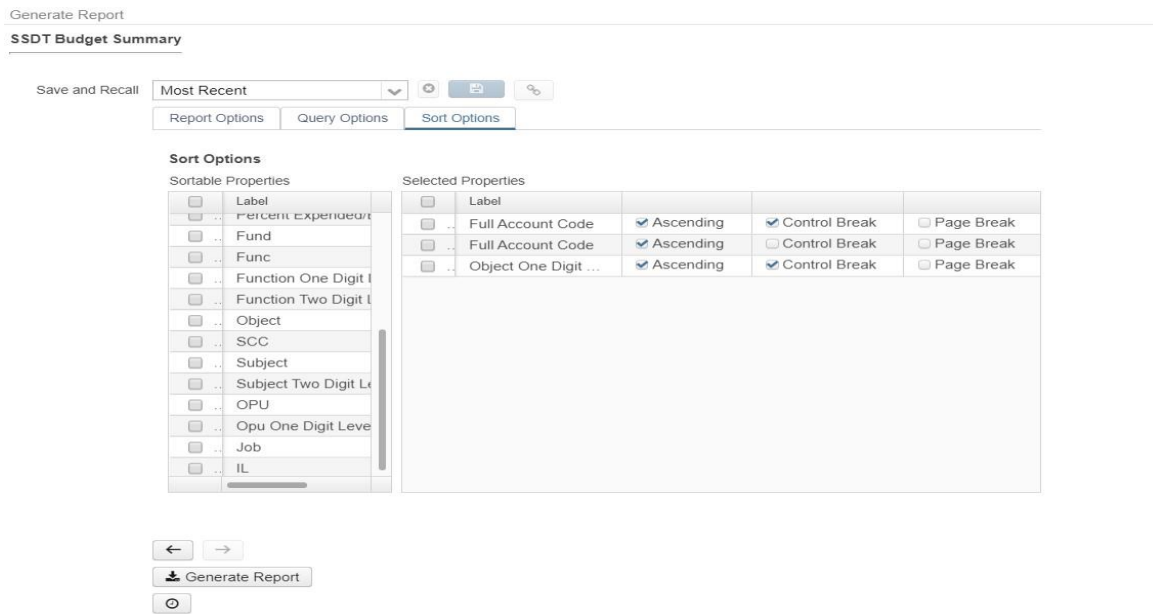 Generate Report
SSDT Budget Summary
Save and Recall Most Recent
Report Options Query Options Sort Options
Sort Options
Sortable Properties Selected Properties
Label Label
Percent Expended/
Full Account Code Ascending Control Break Page Break
.. Fund
.. Full Account Code Ascending Control Break Page Break
.. Func
.. Object One Digit ... Ascending Control Break Page Break
.. Function One Digit
.. Function Two Digit L
.. Object
.. SCC
.. Subject
.. Subject Two Digit Le
.. OPU
.. Opu One Digit Leve
.. Job
.. IL
Generate Report